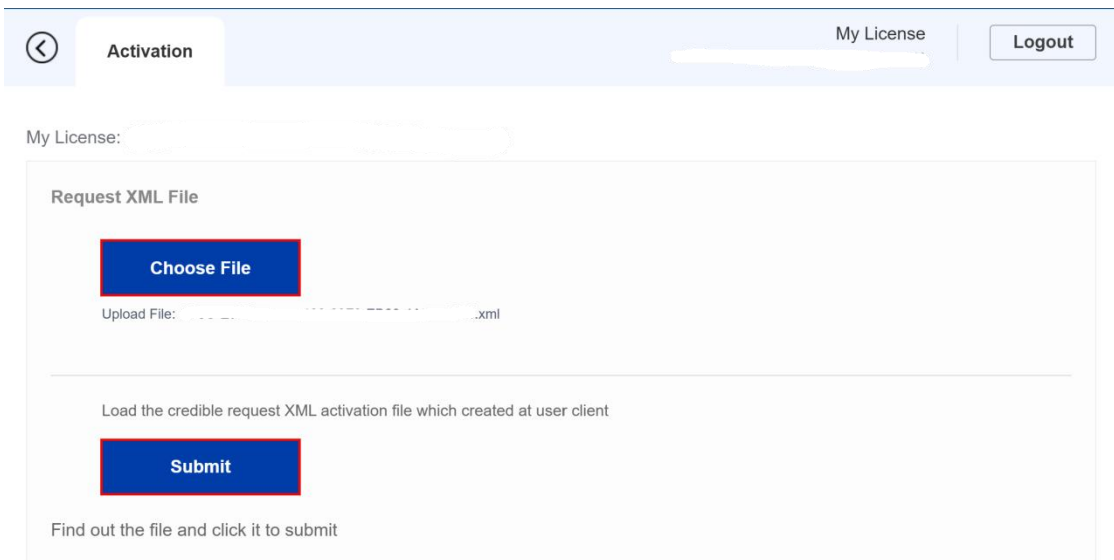 My License
Activation
Logout
My License:
Request XML File
Choose File
Upload File: .xml
Load the credible request XML activation file which created at user client
Submit
Find out the file and click it to submit